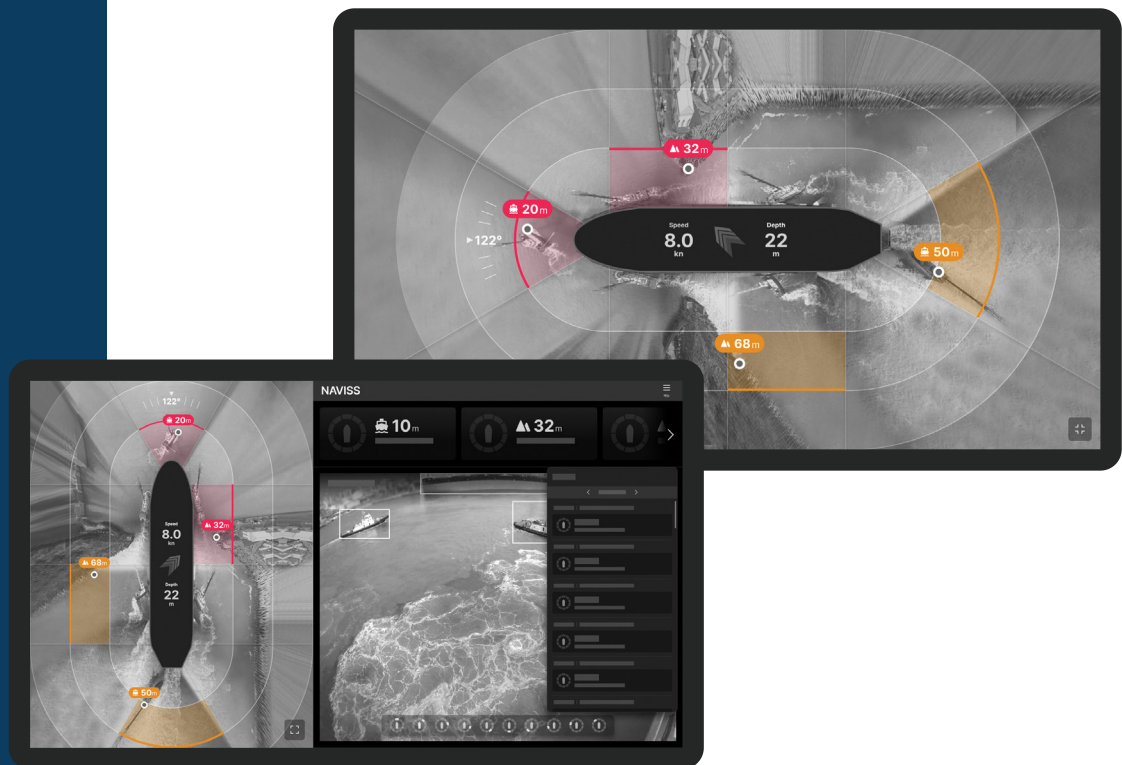 32m
20m
122°
Speed
8.0
kn
Depth
22
m
50m
68m
122°
20m
Speed
8.0
kn
32m
68m
Depth
22
m
50m
NAVISS
10m
32m